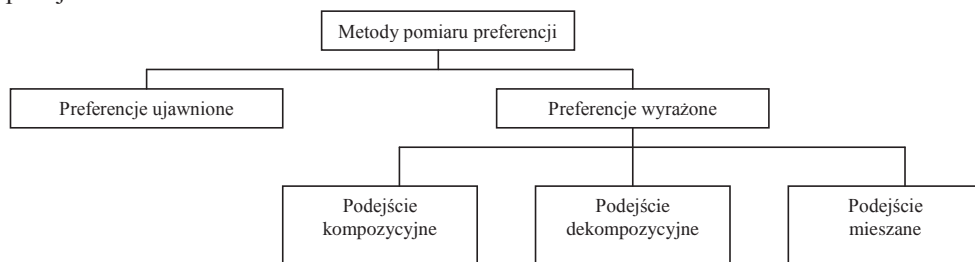 Metody pomiaru preferencji
Preferencje ujawnione
Preferencje wyrażone
Podejście
kompozycyjne
Podejście
dekompozycyjne
Podejście
mieszane